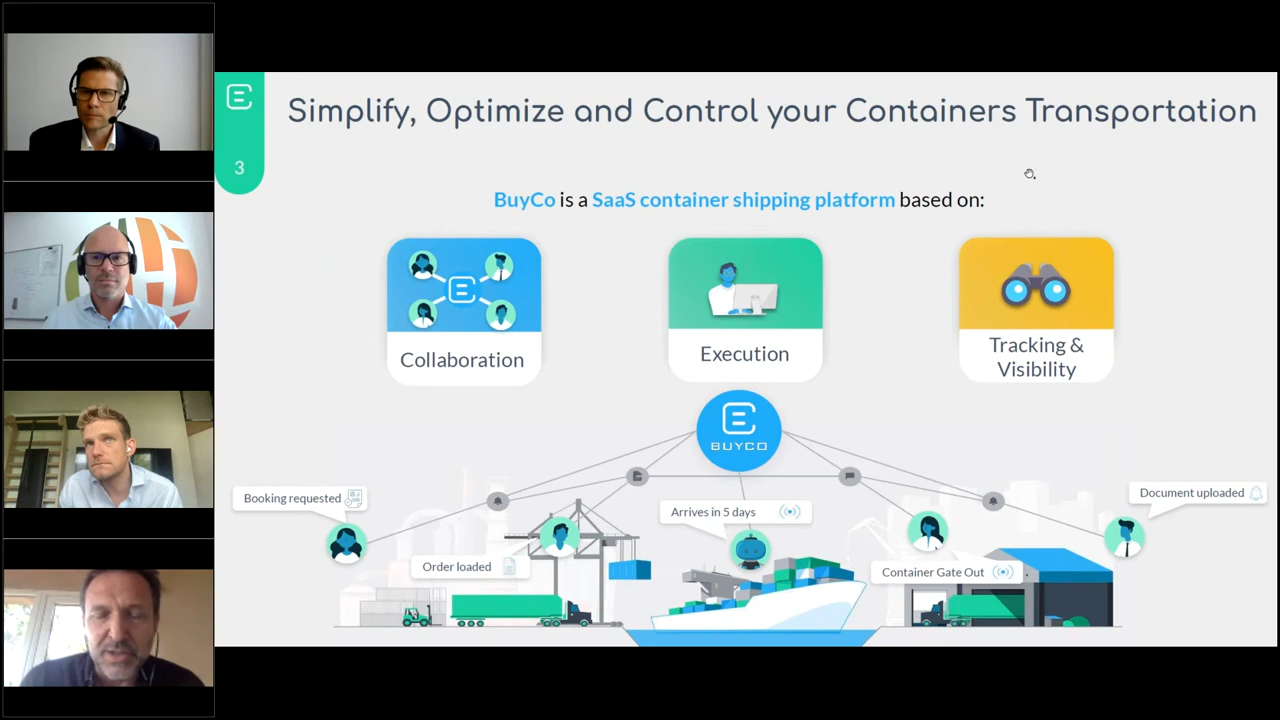 Simplify, Optimize and Control your Containers Transportation
3
BuyCo is a SaaS container shipping platform based on:
Collaboration
Execution
Tracking &
Visibility
BUYCO
Booking requested
Document uploaded
Arrives in 5 days
Order loaded
Container Gate Out